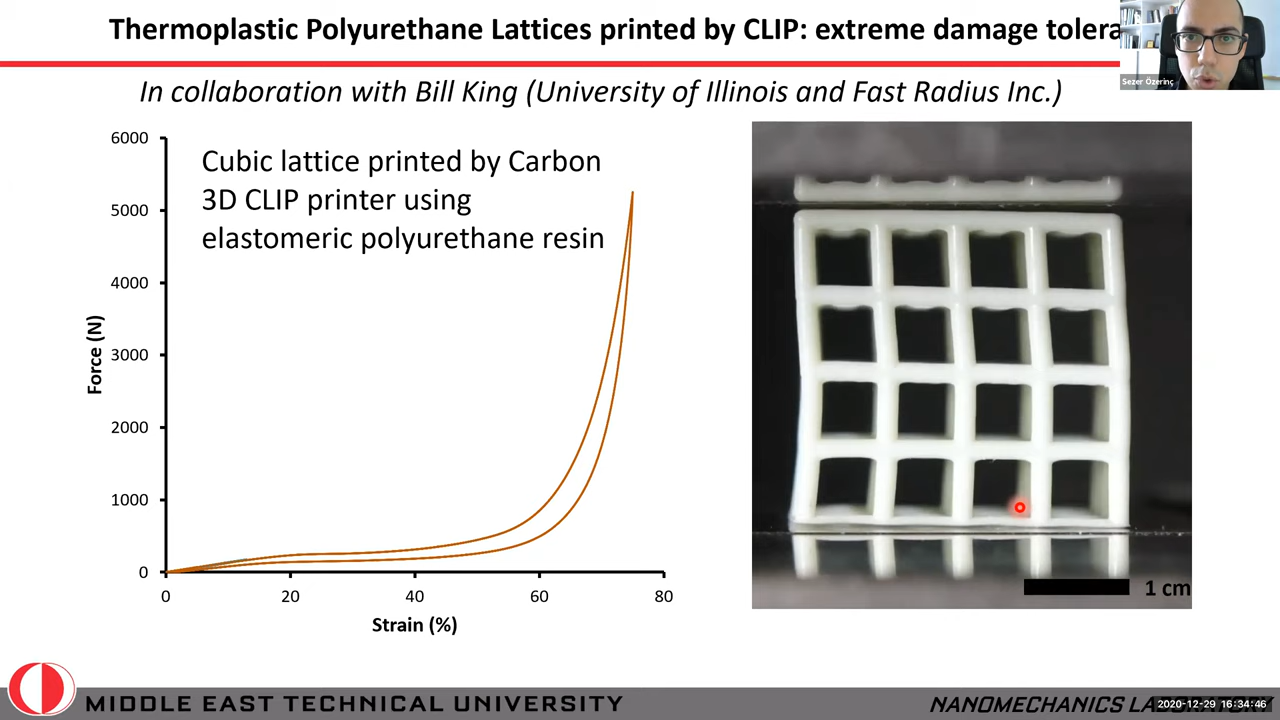 Thermoplastic Polyurethane Lattices printed by CLIP: extreme damage tolera
Sezer Özerinç
In collaboration with Bill King (University of Illinois and Fast Radius Inc.)
Cubic lattice printed by Carbon
3D CLIP printer using
elastomeric polyurethane resin
6000
5000
4000
3000
2000
1000
0
Force (N)
0 20 40 60 80
Strain (%)
1 cm
MIDDLE EAST TECHNICAL UNIVERSITY
NANOMECHANICS LABORATORY
2020-12-29 16:34:46